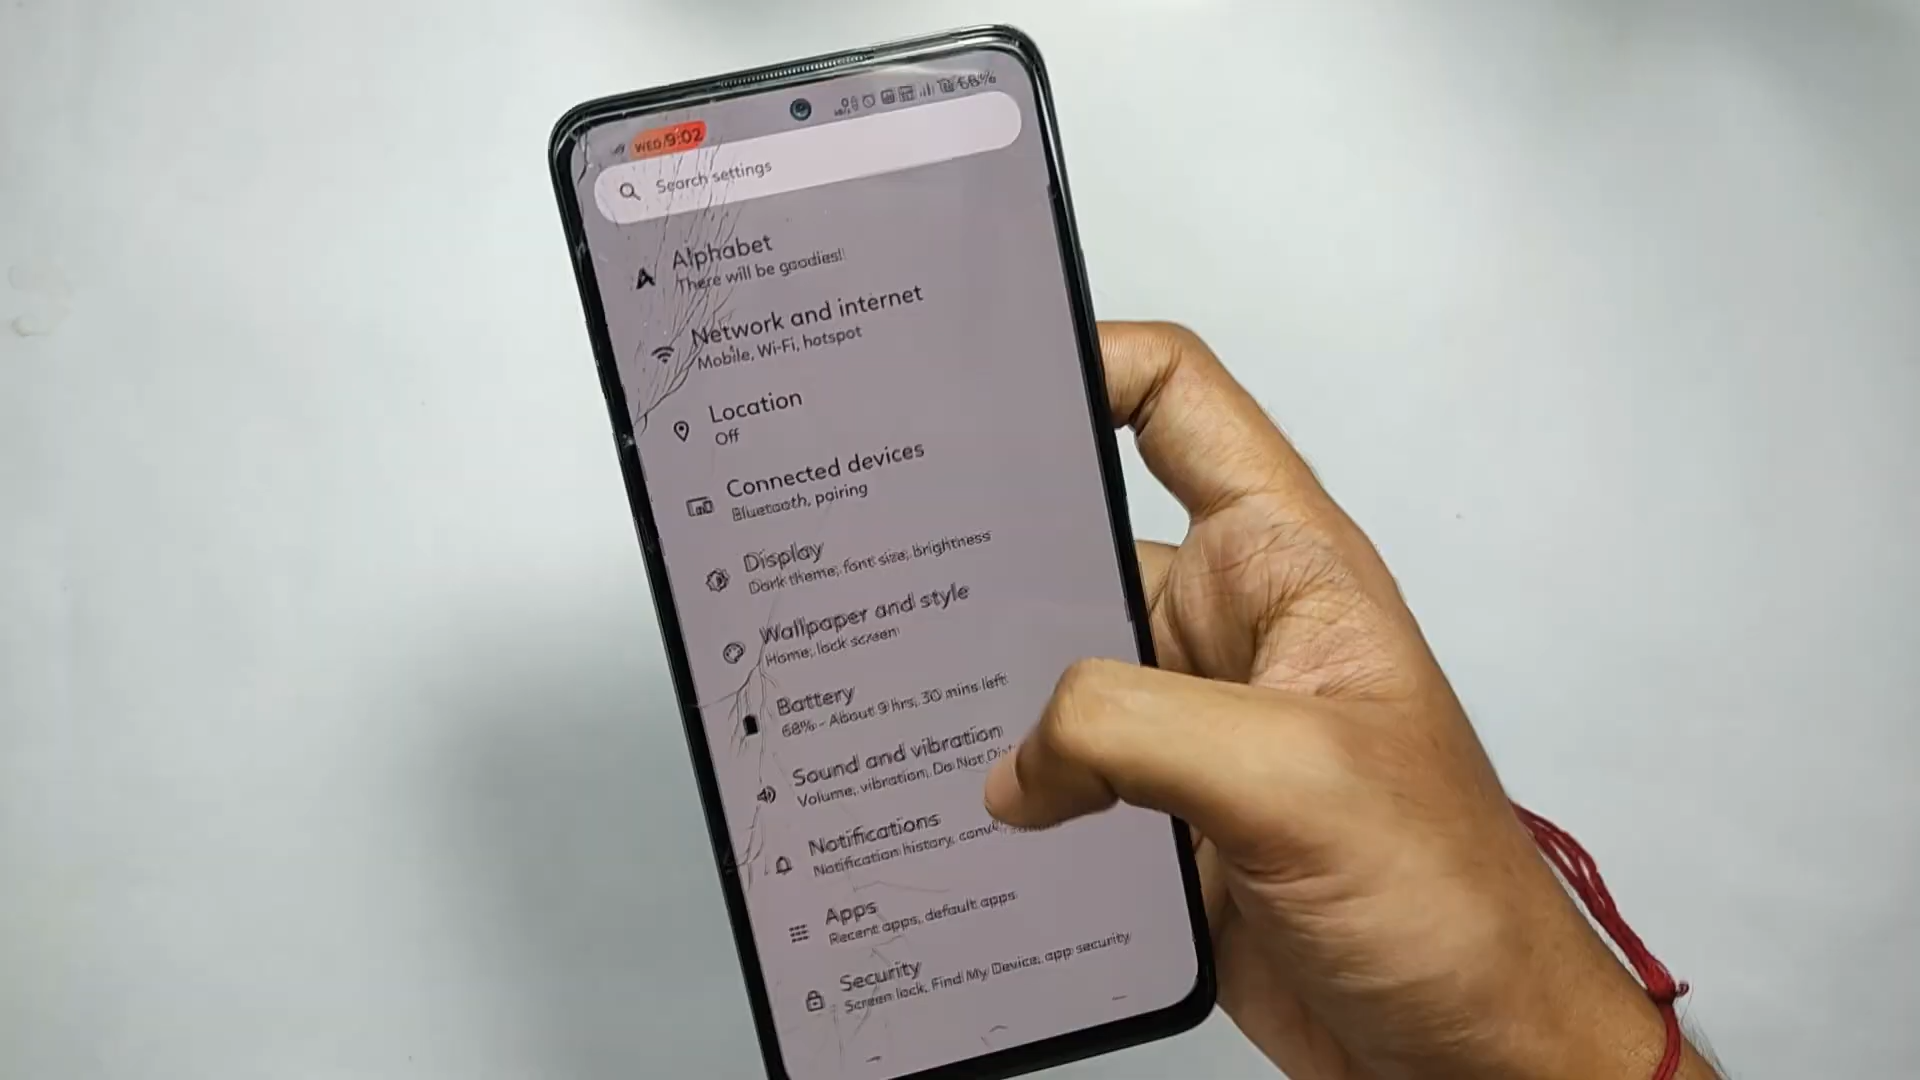 WED/9:02
68%
Search settings
Alphabet
There will be goodies!
Network and internet
Mobile, Wi-Fi, hotspot
Location
Off
Connected devices
Bluetooth, pairing
Display
Dark theme, font size, brightness
Wallpaper and style
Home, lock screen
Battery
68% - About 9 hrs, 30 mins left
Sound and vibration
Volume, vibration, Do Not
Notifications
Notification history,
Apps
Recent apps, default apps
Security
Screen lock, Find My Device, app security